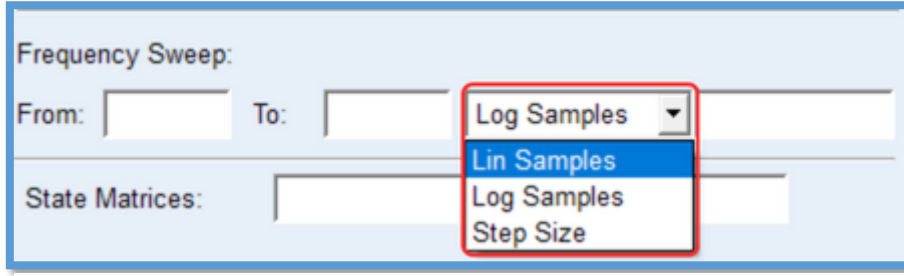 Frequency Sweep:
From: To: Log Samples
Lin Samples
State Matrices: Log Samples
Step Size